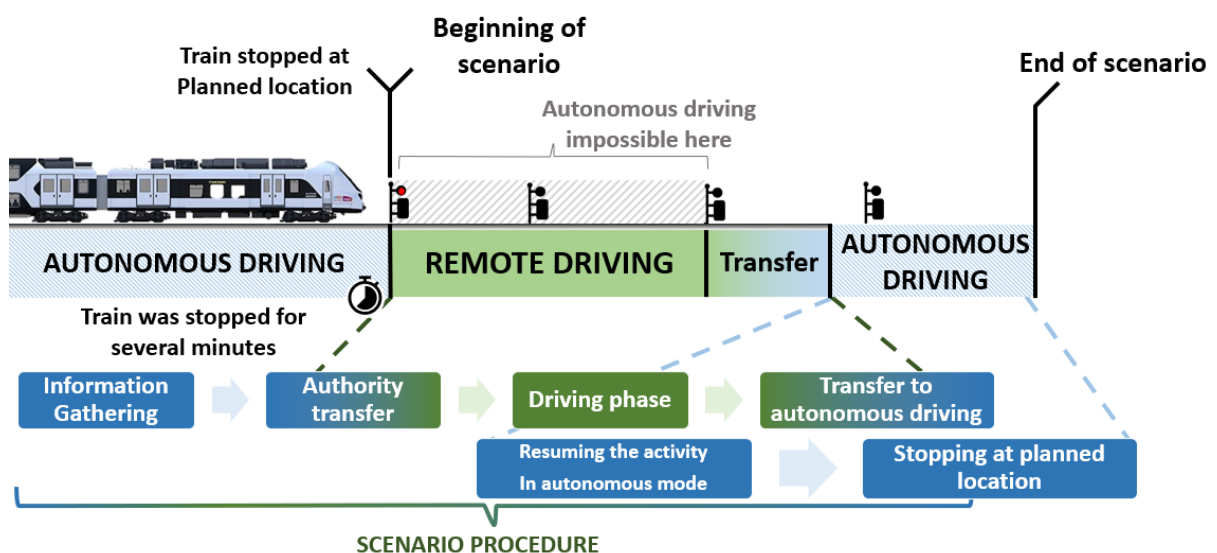 Beginning of
scenario
Train stopped at
Planned location
End of scenario
Autonomous driving
impossible here
AUTONOMOUS DRIVING
REMOTE DRIVING
Transfer
AUTONOMOUS
DRIVING
Train was stopped for
several minutes
Information
Gathering
Authority
transfer
Driving phase
Transfer to
autonomous driving
Resuming the activity
In autonomous mode
Stopping at planned
location
SCENARIO PROCEDURE